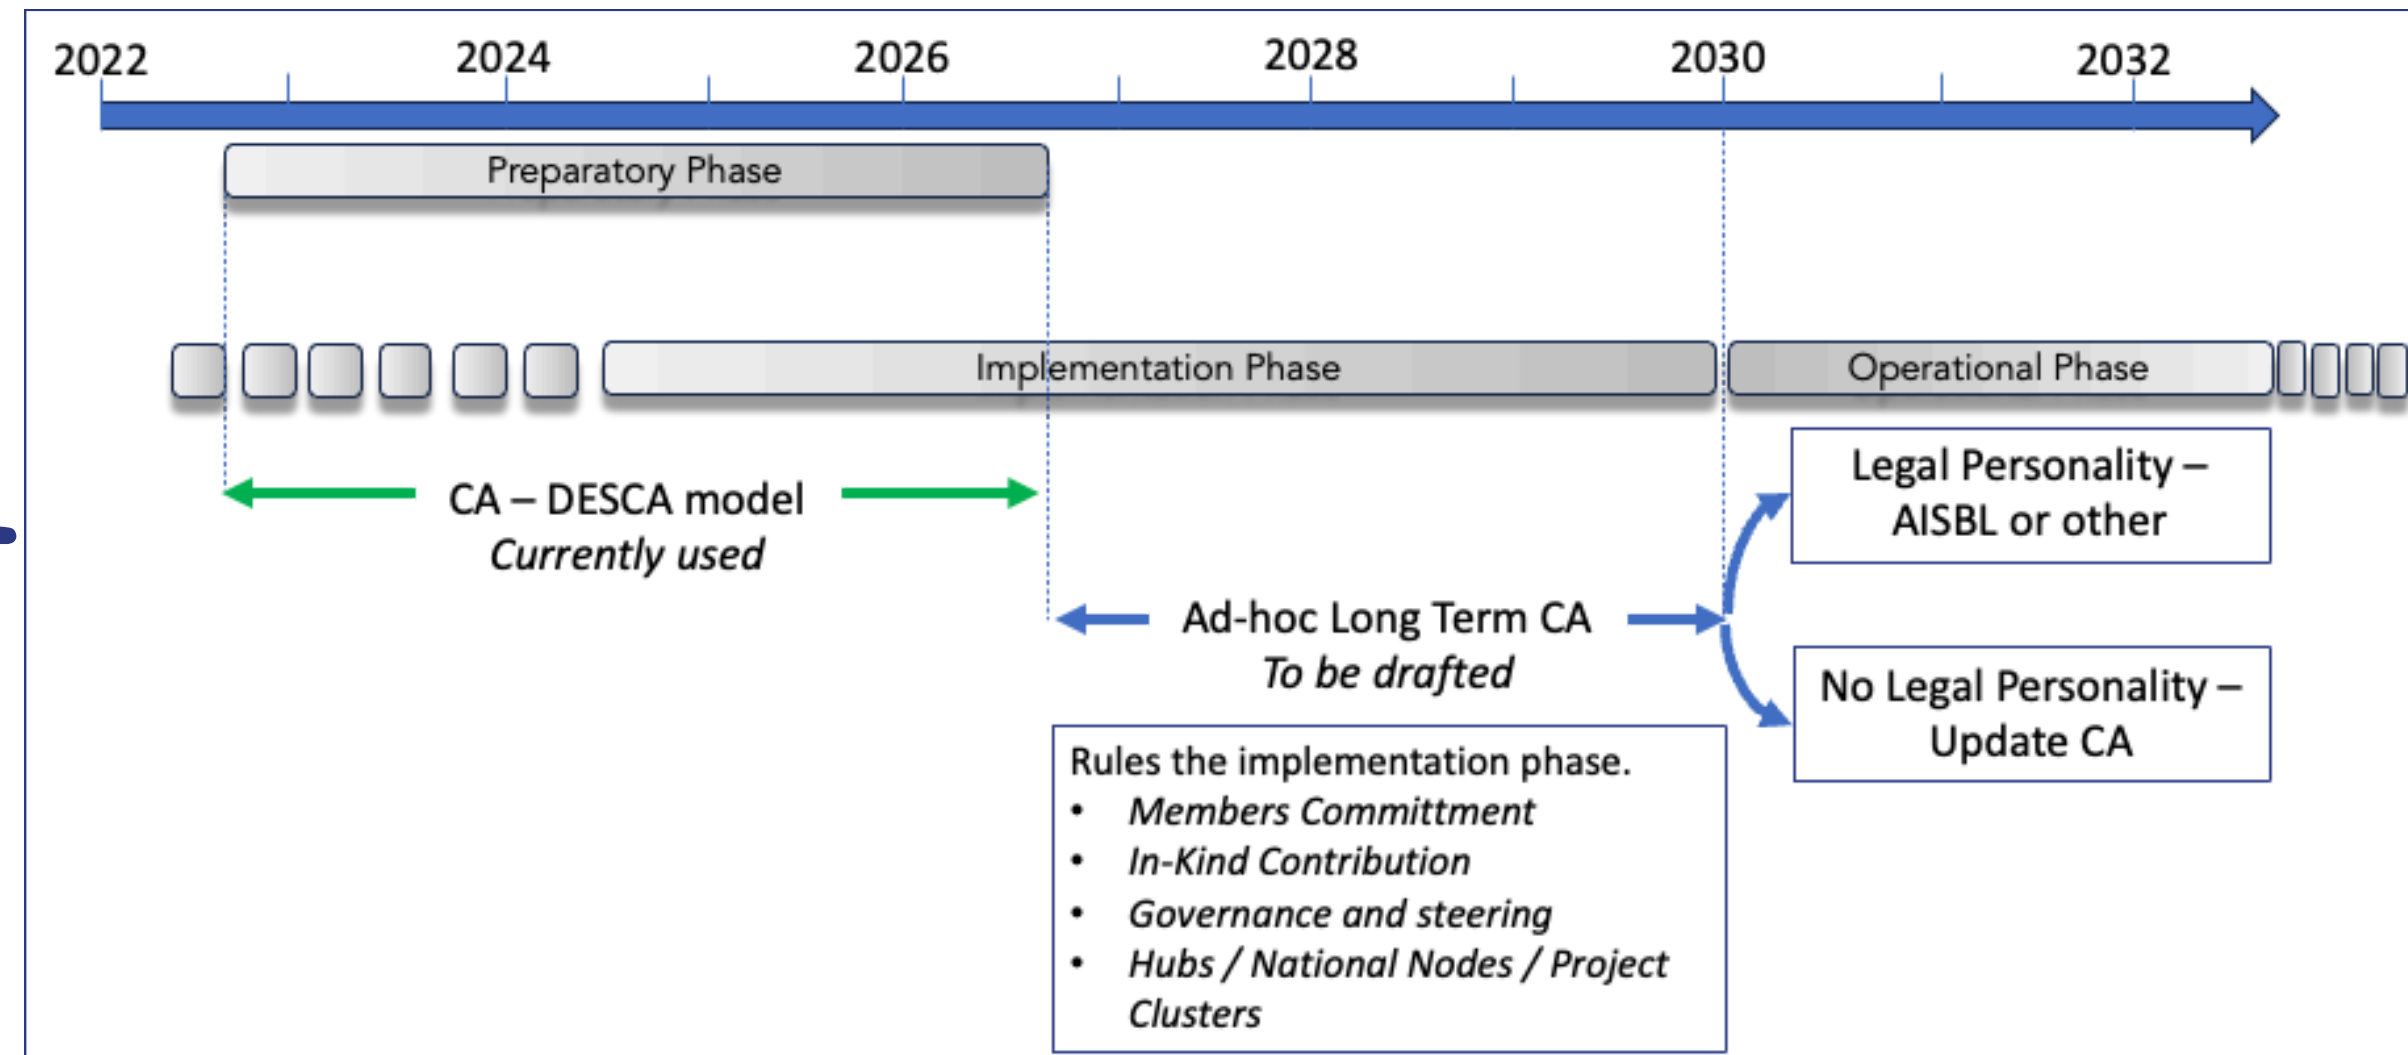 2022 2024 2026 2028 2030 2032
Preparatory Phase
Implementation Phase
Operational Phase
CA – DESCA model
Currently used
Legal Personality –
AISBL or other
Ad-hoc Long Term CA
To be drafted
No Legal Personality –
Update CA
Rules the implementation phase.
• Members Committment
• In-Kind Contribution
• Governance and steering
• Hubs / National Nodes / Project
Clusters